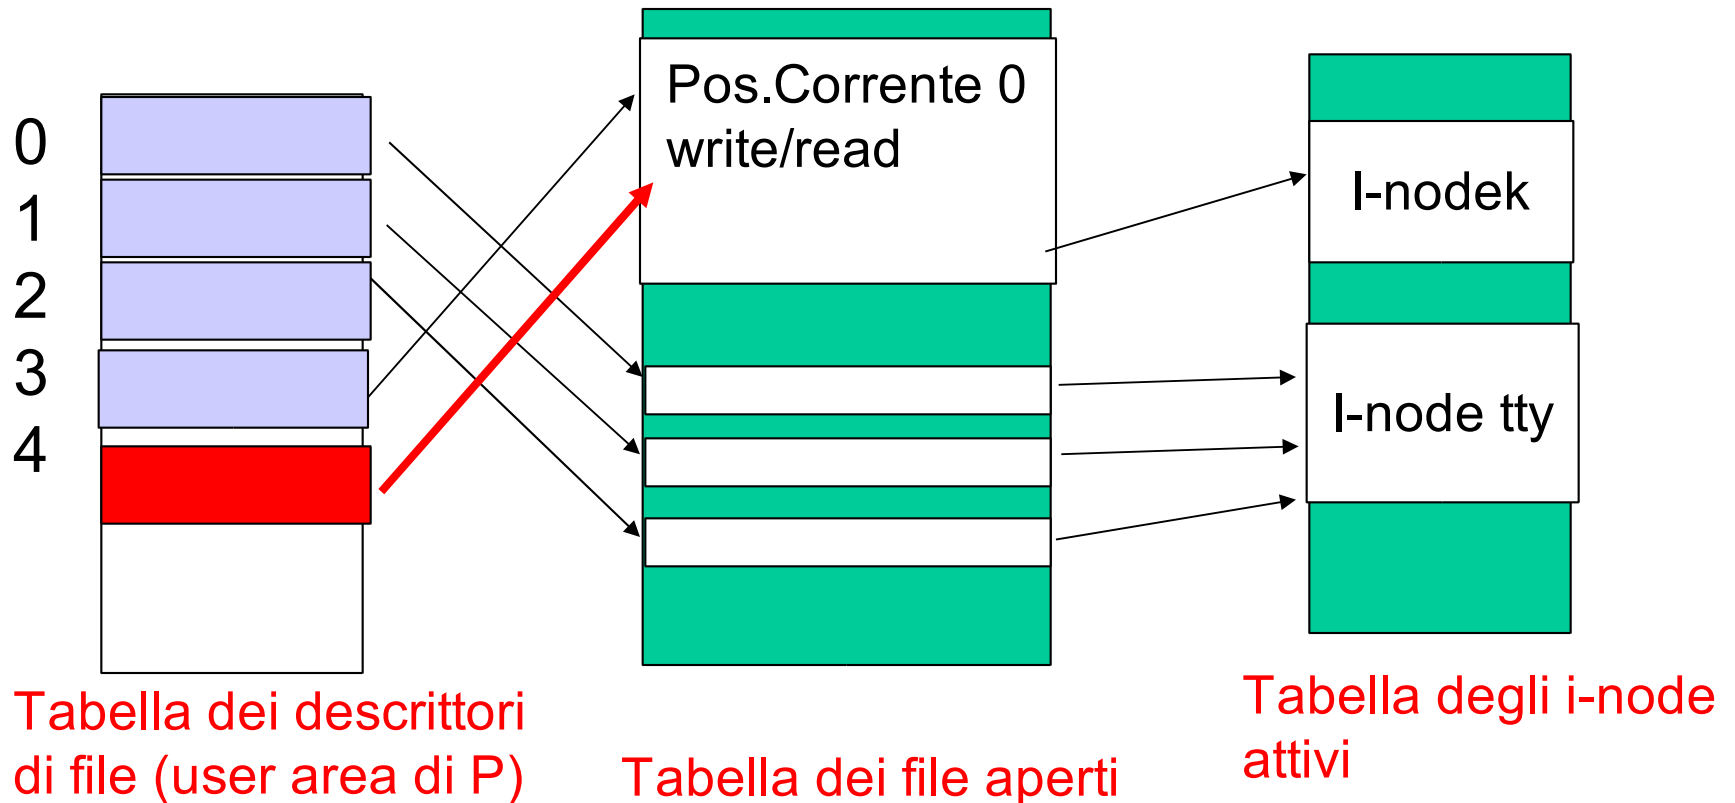 0
1
2
3
4
Pos.Corrente 0
write/read
I-nodek
I-node tty
Tabella dei descrittori
di file (user area di P)
Tabella dei file aperti
Tabella degli i-node
attivi